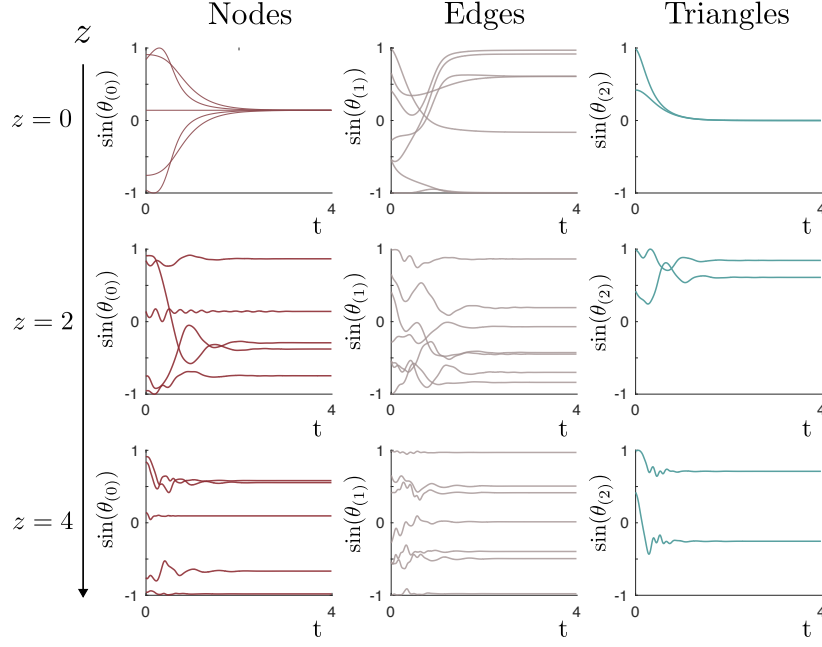 Nodes Edges Triangles
z
z = 0
sin(θ(0))
1
0
-1
0
4
t
sin(θ(1))
1
0
-1
0
4
t
sin(θ(2))
1
0
-1
0
4
t
z = 2
sin(θ(0))
1
0
-1
0
4
t
sin(θ(1))
1
0
-1
0
4
t
sin(θ(2))
1
0
-1
0
4
t
z = 4
sin(θ(0))
1
0
-1
0
4
t
sin(θ(1))
1
0
-1
0
4
t
sin(θ(2))
1
0
-1
0
4
t